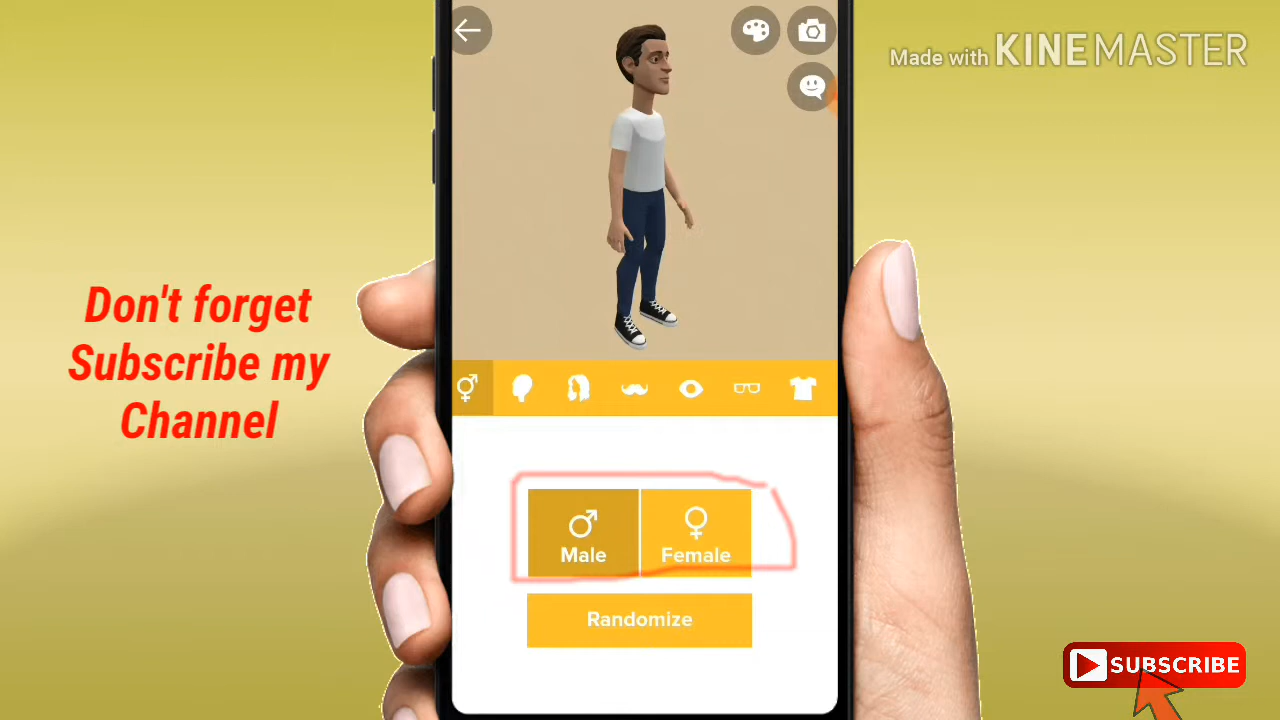 Made with KINEMASTER
Don't forget
Subscribe my
Channel
Male
Female
Randomize
SUBSCRIBE